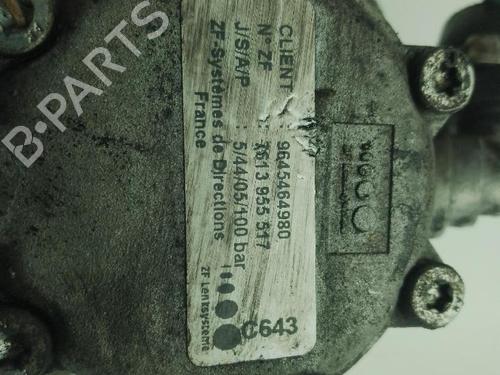 B-PARTS
CLIENT : 9645464980
N° ZF : 7613 955 517
J/S/A/P : 5/44/05/100 bar
ZF-Systèmes de Directions
France
ZF Lenksysteme
C643